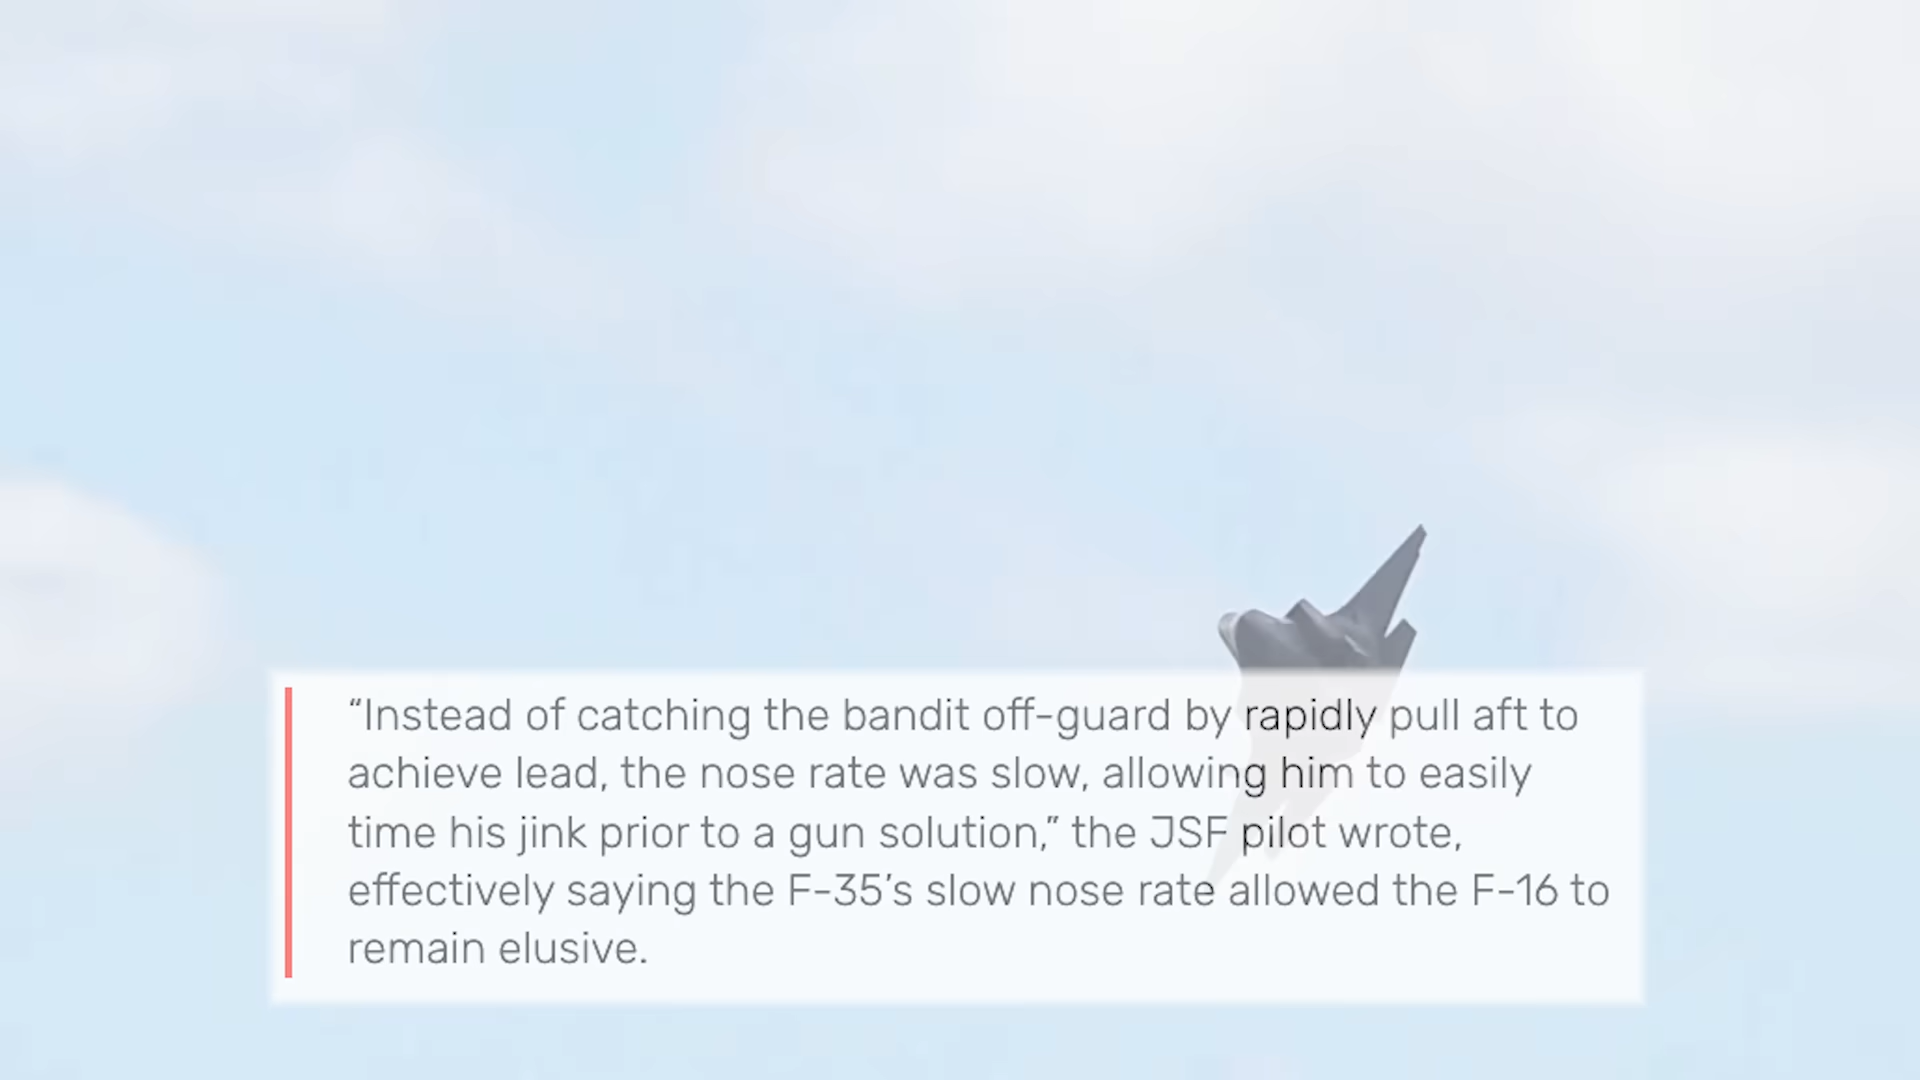 “Instead of catching the bandit off-guard by rapidly pull aft to
achieve lead, the nose rate was slow, allowing him to easily
time his jink prior to a gun solution,” the JSF pilot wrote,
effectively saying the F-35’s slow nose rate allowed the F-16 to
remain elusive.